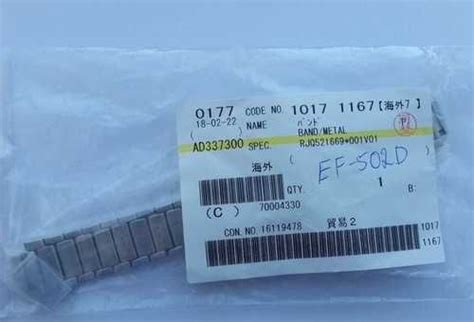 0177 CODE NO. 1017 1167【海外7】
18-02-22 NAME バンド
BAND/METAL
AD337300 SPEC. RJQ521669*001V01
海外 EF-502D
QTY. 1 B:
(C) 70004330
CON.NO. 16119478 貿易2
1017
1167